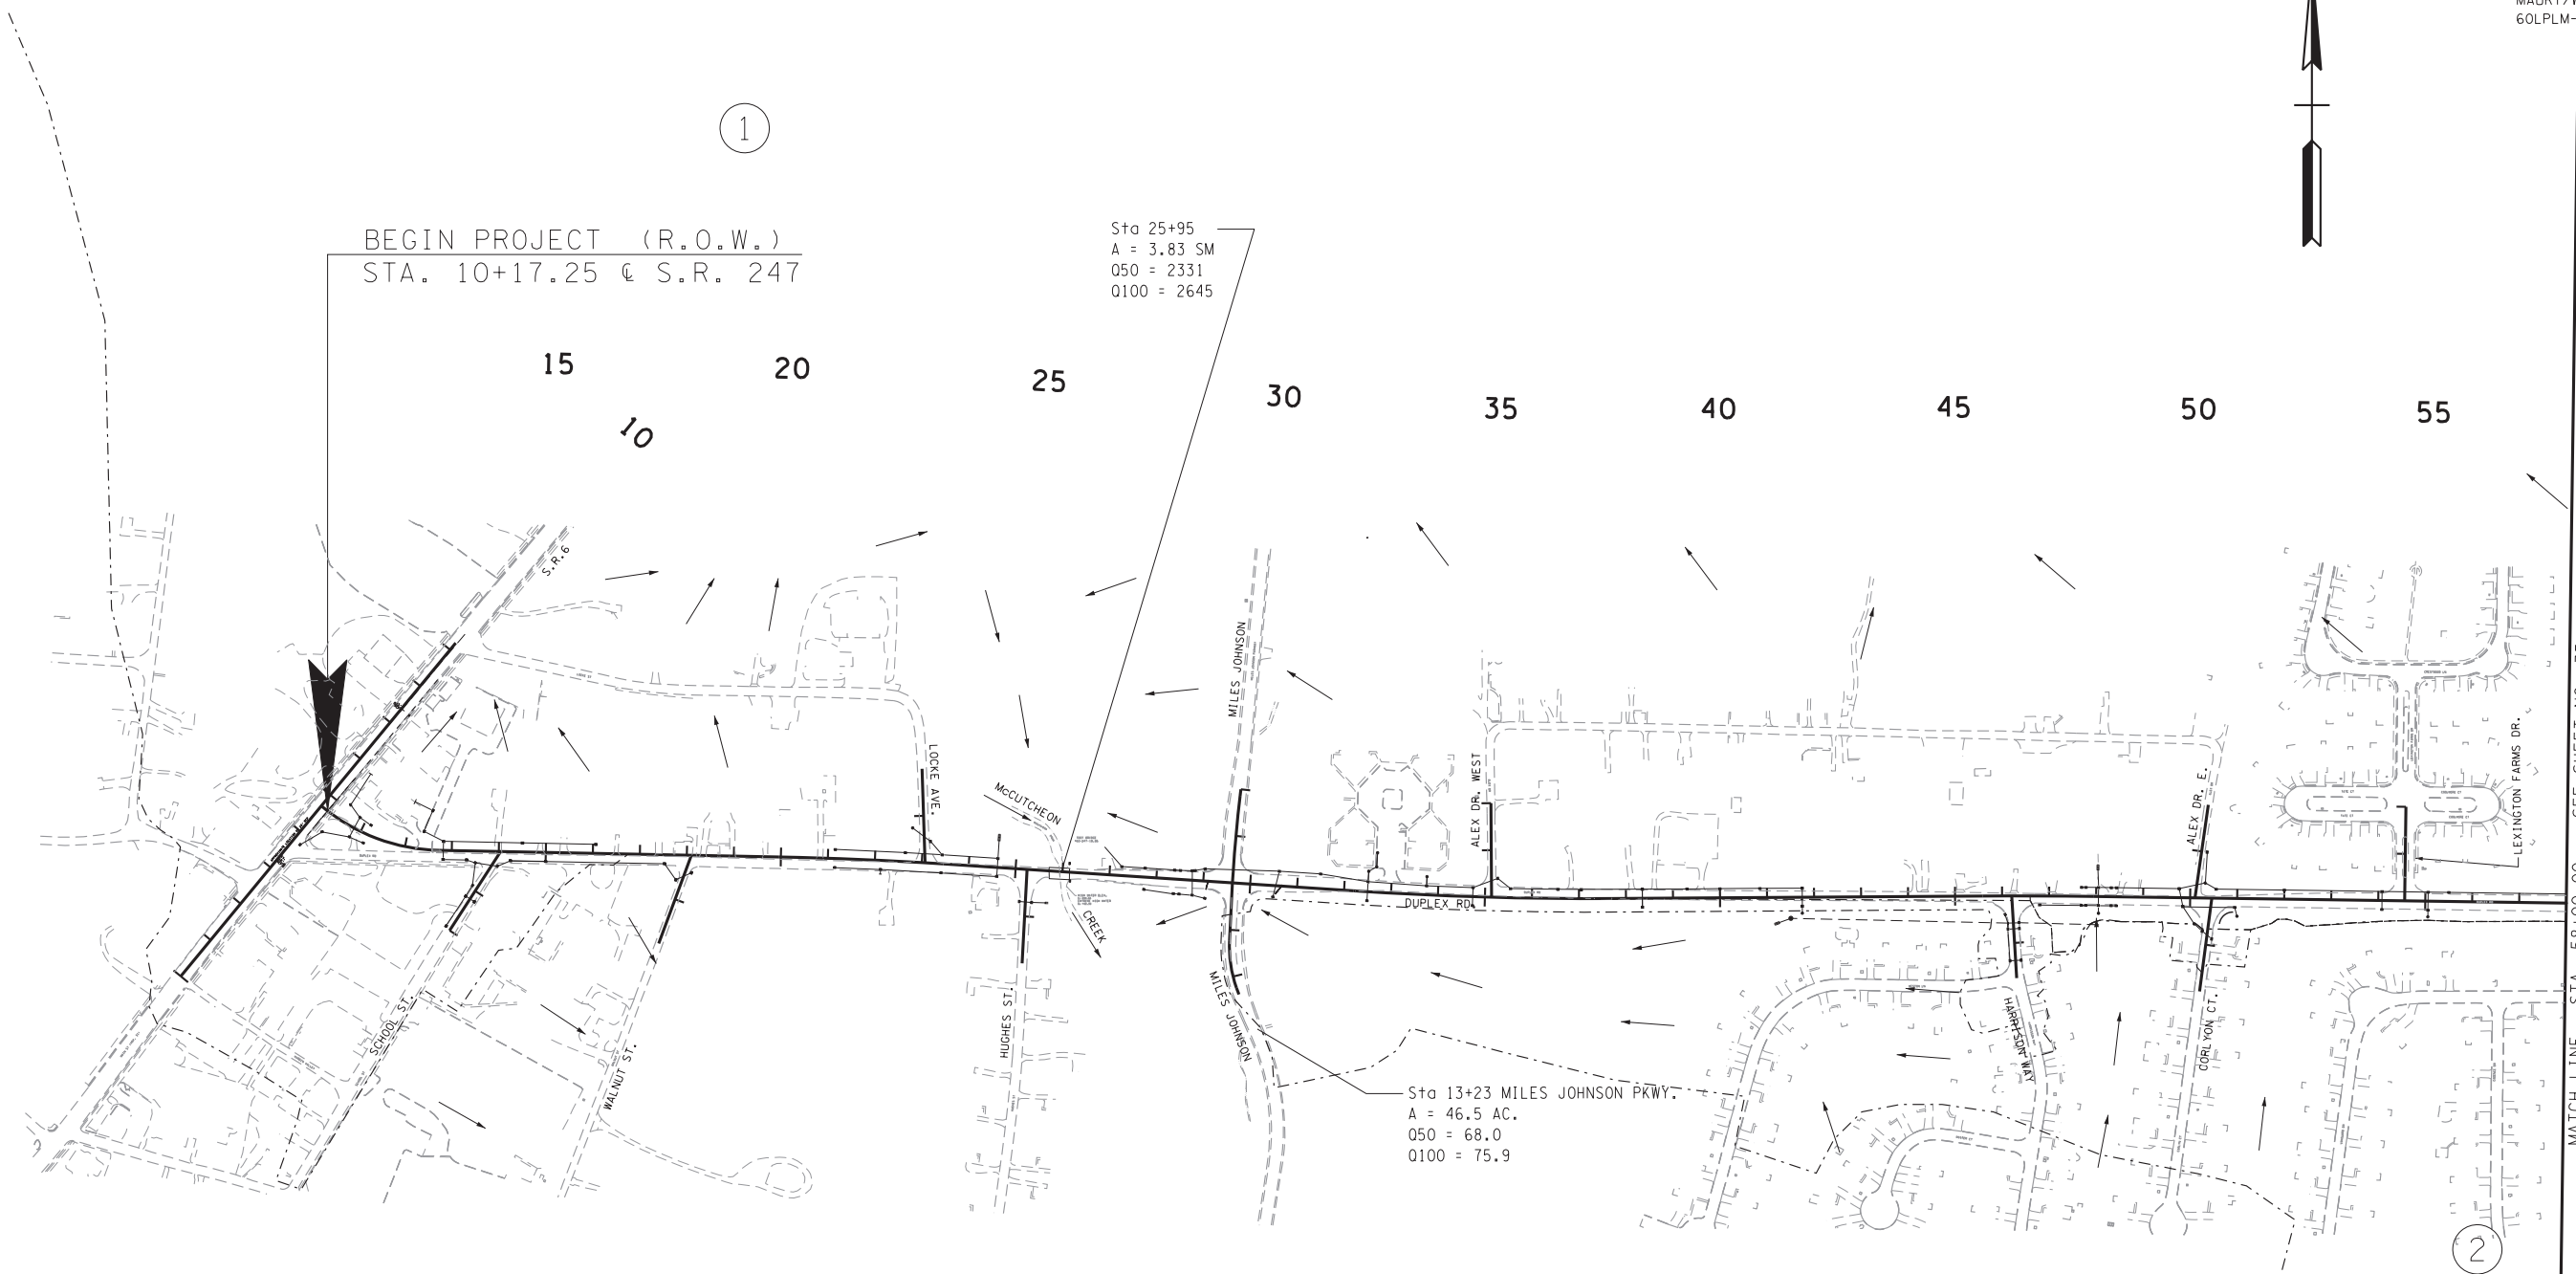 60LPLM-
1
BEGIN PROJECT (R.O.W.)
STA. 10+17.25 ℄ S.R. 247
Sta 25+95
A = 3.83 SM
Q50 = 2331
Q100 = 2645
15
20
25
30
35
40
45
50
55
10
S.R.6
MILES JOHNSON
LOCKE AVE.
McCUTCHEON
CREEK
ALEX DR. WEST
ALEX DR. E.
LEXINGTON FARMS DR.
DUPLEX RD.
SCHOOL ST.
WALNUT ST.
HUGHES ST.
MILES JOHNSON
HARRISON WAY
CORLYON CT.
Sta 13+23 MILES JOHNSON PKWY.
A = 46.5 AC.
Q50 = 68.0
Q100 = 75.9
2